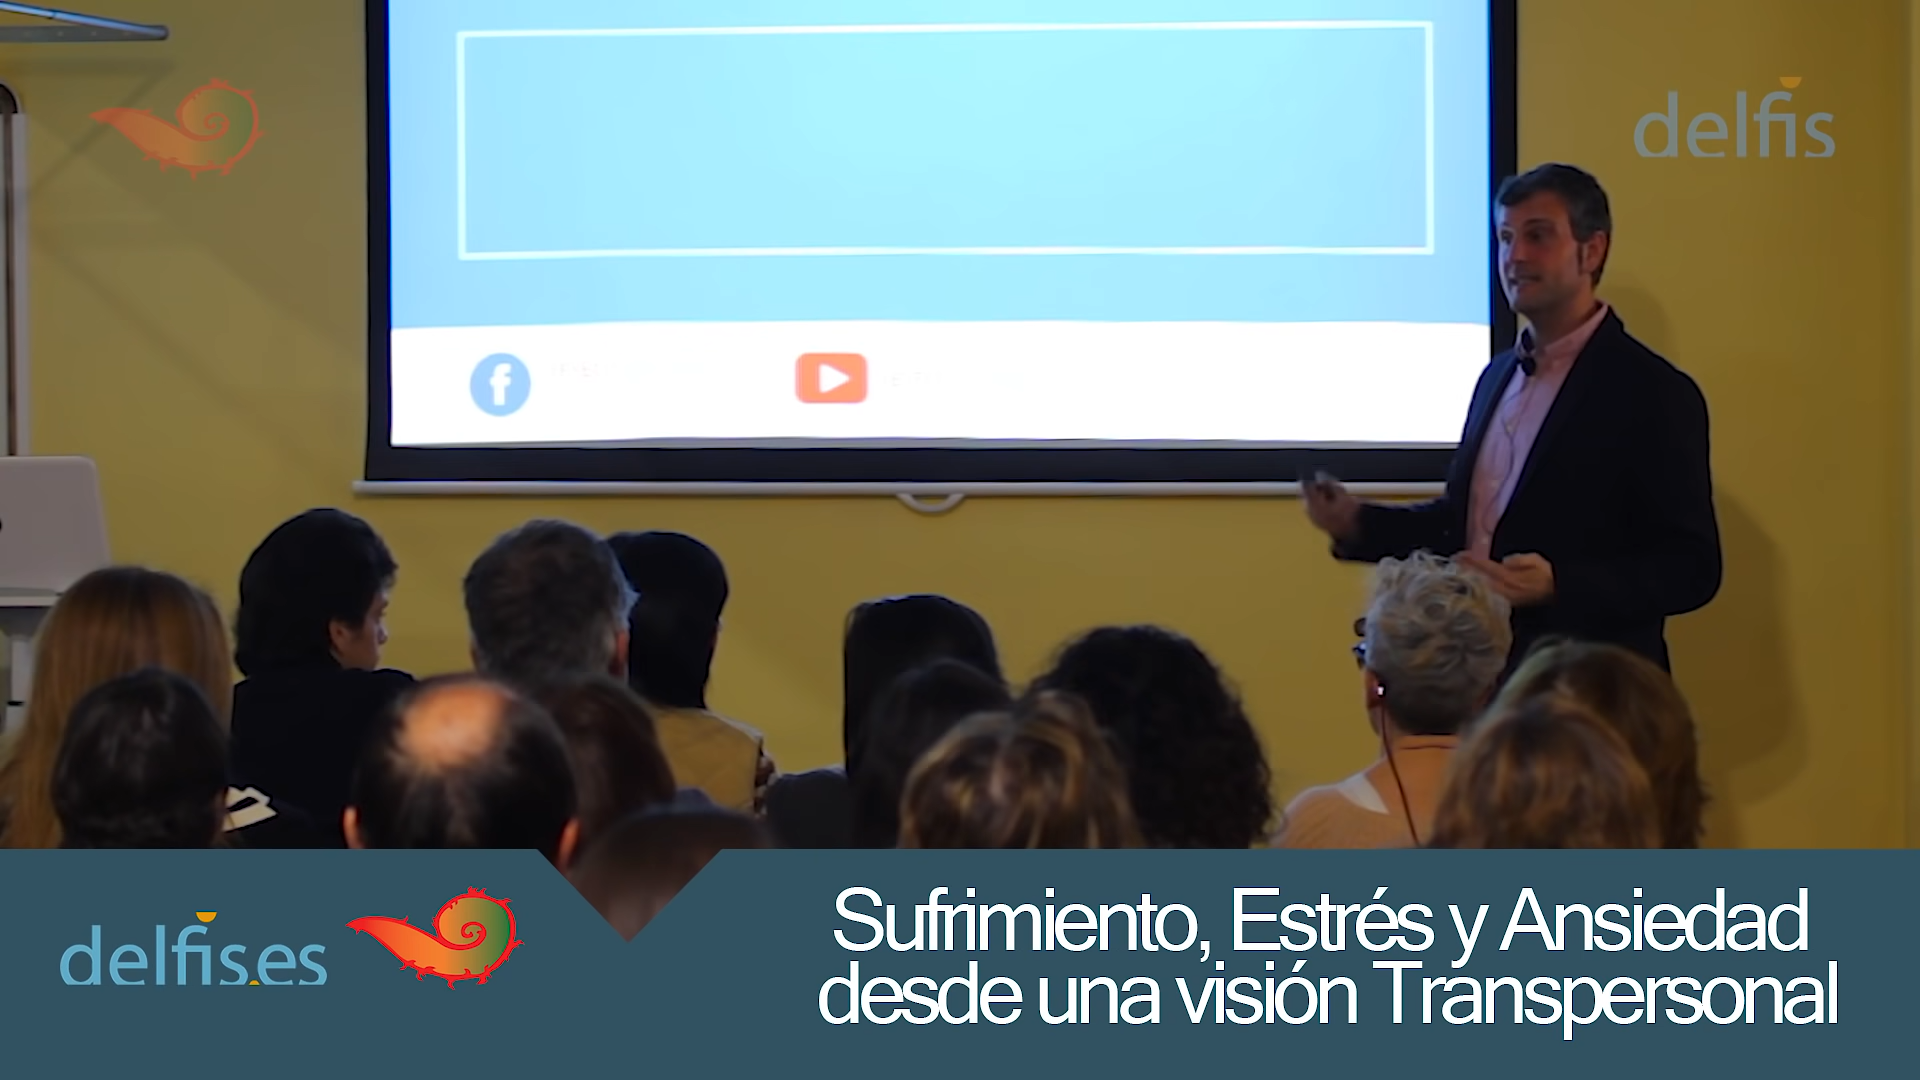 delfis
delfis.es
Sufrimiento, Estrés y Ansiedad
desde una visión Transpersonal